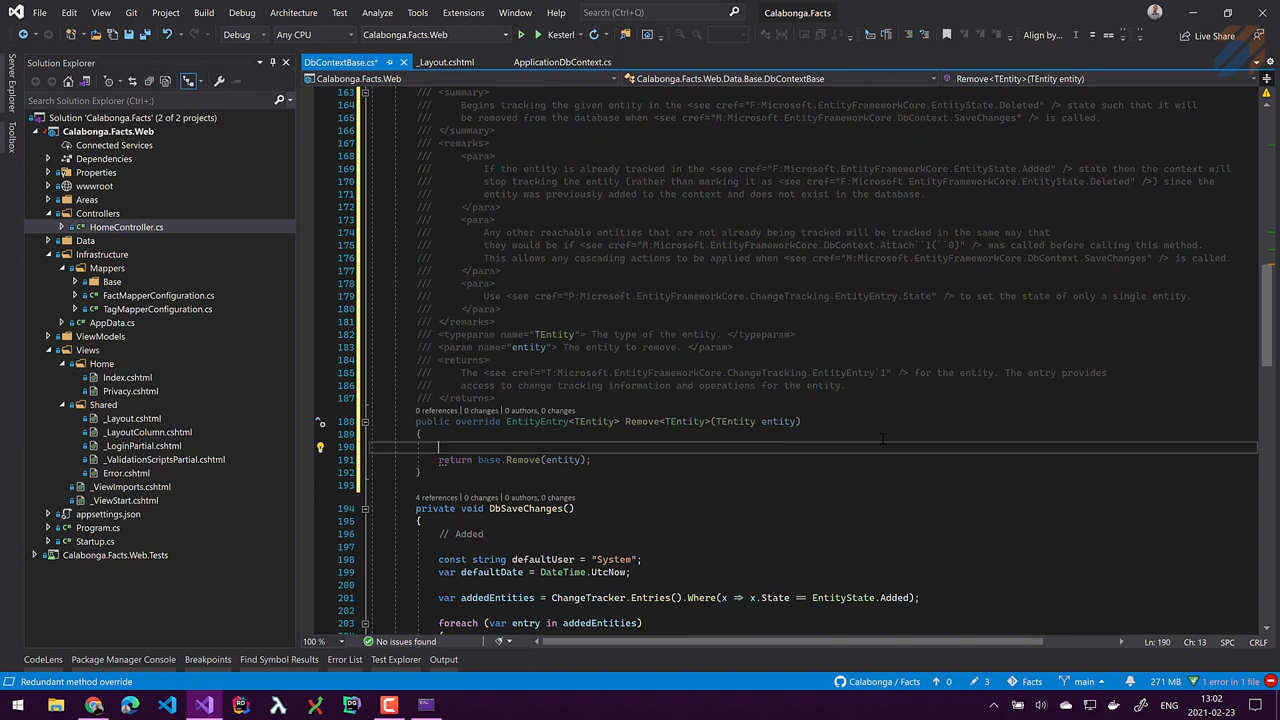 File Edit View Git Project Build Debug Architecture Test Analyze Tools Extensions Window Help Search (Ctrl+;) Calabonga.Facts
Debug Any CPU Calabonga.Facts.Web Kestrel Align by... Live Share
Server Explorer
Toolbox
Solution Explorer
Search Solution Explorer (Ctrl+;)
Solution 'Calabonga.Facts' (2 of 2 projects)
Calabonga.Facts.Web
Connected Services
Dependencies
Properties
wwwroot
Areas
Controllers
HomeController.cs
Data
Infrastructure
Mappers
Base
FactMapperConfiguration.cs
TagMapperConfiguration.cs
AppData.cs
ViewModels
Views
Home
Index.cshtml
Privacy.cshtml
Shared
_Layout.cshtml
_LayoutColumn.cshtml
_LoginPartial.cshtml
_ValidationScriptsPartial.cshtml
Error.cshtml
_ViewImports.cshtml
_ViewStart.cshtml
appsettings.json
Program.cs
Startup.cs
Calabonga.Facts.Web.Tests
DbContextBase.cs* _Layout.cshtml ApplicationDbContext.cs
Calabonga.Facts.Web Calabonga.Facts.Web.Data.Base.DbContextBase Remove<TEntity>(TEntity entity)
163 /// <summary>
164 /// Begins tracking the given entity in the <see cref="F:Microsoft.EntityFrameworkCore.EntityState.Deleted" /> state such that it will
165 /// be removed from the database when <see cref="M:Microsoft.EntityFrameworkCore.DbContext.SaveChanges" /> is called.
166 /// </summary>
167 /// <remarks>
168 /// <para>
169 /// If the entity is already tracked in the <see cref="F:Microsoft.EntityFrameworkCore.EntityState.Added" /> state then the context will
170 /// stop tracking the entity (rather than marking it as <see cref="F:Microsoft.EntityFrameworkCore.EntityState.Deleted" />) since the
171 /// entity was previously added to the context and does not exist in the database.
172 /// </para>
173 /// <para>
174 /// Any other reachable entities that are not already being tracked will be tracked in the same way that
175 /// they would be if <see cref="M:Microsoft.EntityFrameworkCore.DbContext.Attach``1(``0)" /> was called before calling this method.
176 /// This allows any cascading actions to be applied when <see cref="M:Microsoft.EntityFrameworkCore.DbContext.SaveChanges" /> is called.
177 /// </para>
178 /// <para>
179 /// Use <see cref="P:Microsoft.EntityFrameworkCore.ChangeTracking.EntityEntry.State" /> to set the state of only a single entity.
180 /// </para>
181 /// </remarks>
182 /// <typeparam name="TEntity"> The type of the entity. </typeparam>
183 /// <param name="entity"> The entity to remove. </param>
184 /// <returns>
185 /// The <see cref="T:Microsoft.EntityFrameworkCore.ChangeTracking.EntityEntry`1" /> for the entity. The entry provides
186 /// access to change tracking information and operations for the entity.
187 /// </returns>
0 references | 0 changes | 0 authors, 0 changes
188 public override EntityEntry<TEntity> Remove<TEntity>(TEntity entity)
189 {
190
191 return base.Remove(entity);
192 }
193
4 references | 0 changes | 0 authors, 0 changes
194 private void DbSaveChanges()
195 {
196 // Added
197
198 const string defaultUser = "System";
199 var defaultDate = DateTime.UtcNow;
200
201 var addedEntities = ChangeTracker.Entries().Where(x => x.State == EntityState.Added);
202
203 foreach (var entry in addedEntities)
100 % No issues found Ln: 190 Ch: 13 SPC CRLF
CodeLens Package Manager Console Breakpoints Find Symbol Results Error List Test Explorer Output
Redundant method override Calabonga / Facts 0 3 Facts main 271 MB 1 error in 1 file
ENG 13:02
2021-02-23